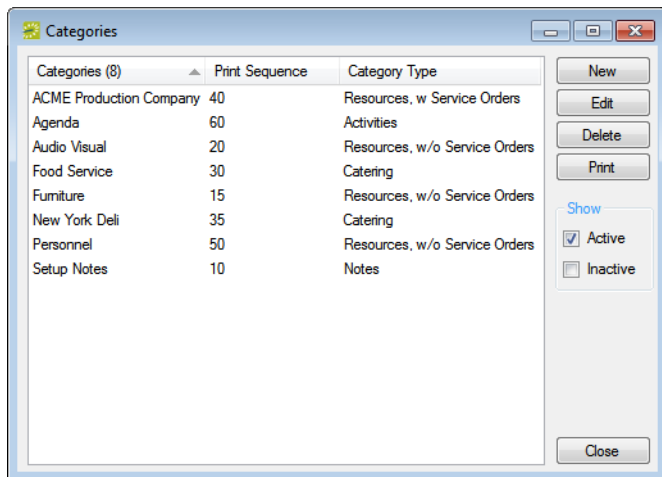 Categories
Categories (8) Print Sequence Category Type
ACME Production Company 40 Resources, w Service Orders
Agenda 60 Activities
Audio Visual 20 Resources, w/o Service Orders
Food Service 30 Catering
Furniture 15 Resources, w/o Service Orders
New York Deli 35 Catering
Personnel 50 Resources, w/o Service Orders
Setup Notes 10 Notes
New
Edit
Delete
Print
Show
Active
Inactive
Close